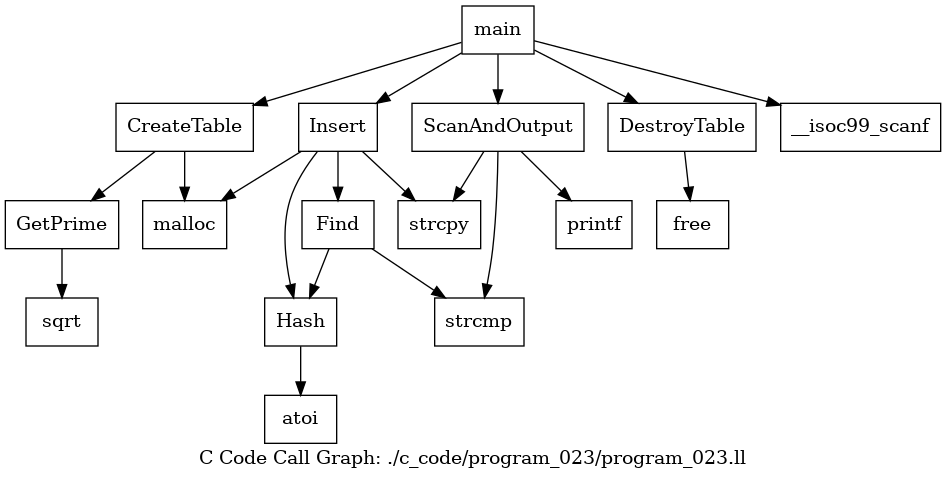 main
CreateTable
Insert
ScanAndOutput
DestroyTable
__isoc99_scanf
GetPrime
malloc
Find
strcpy
printf
free
sqrt
Hash
strcmp
atoi
C Code Call Graph: ./c_code/program_023/program_023.ll